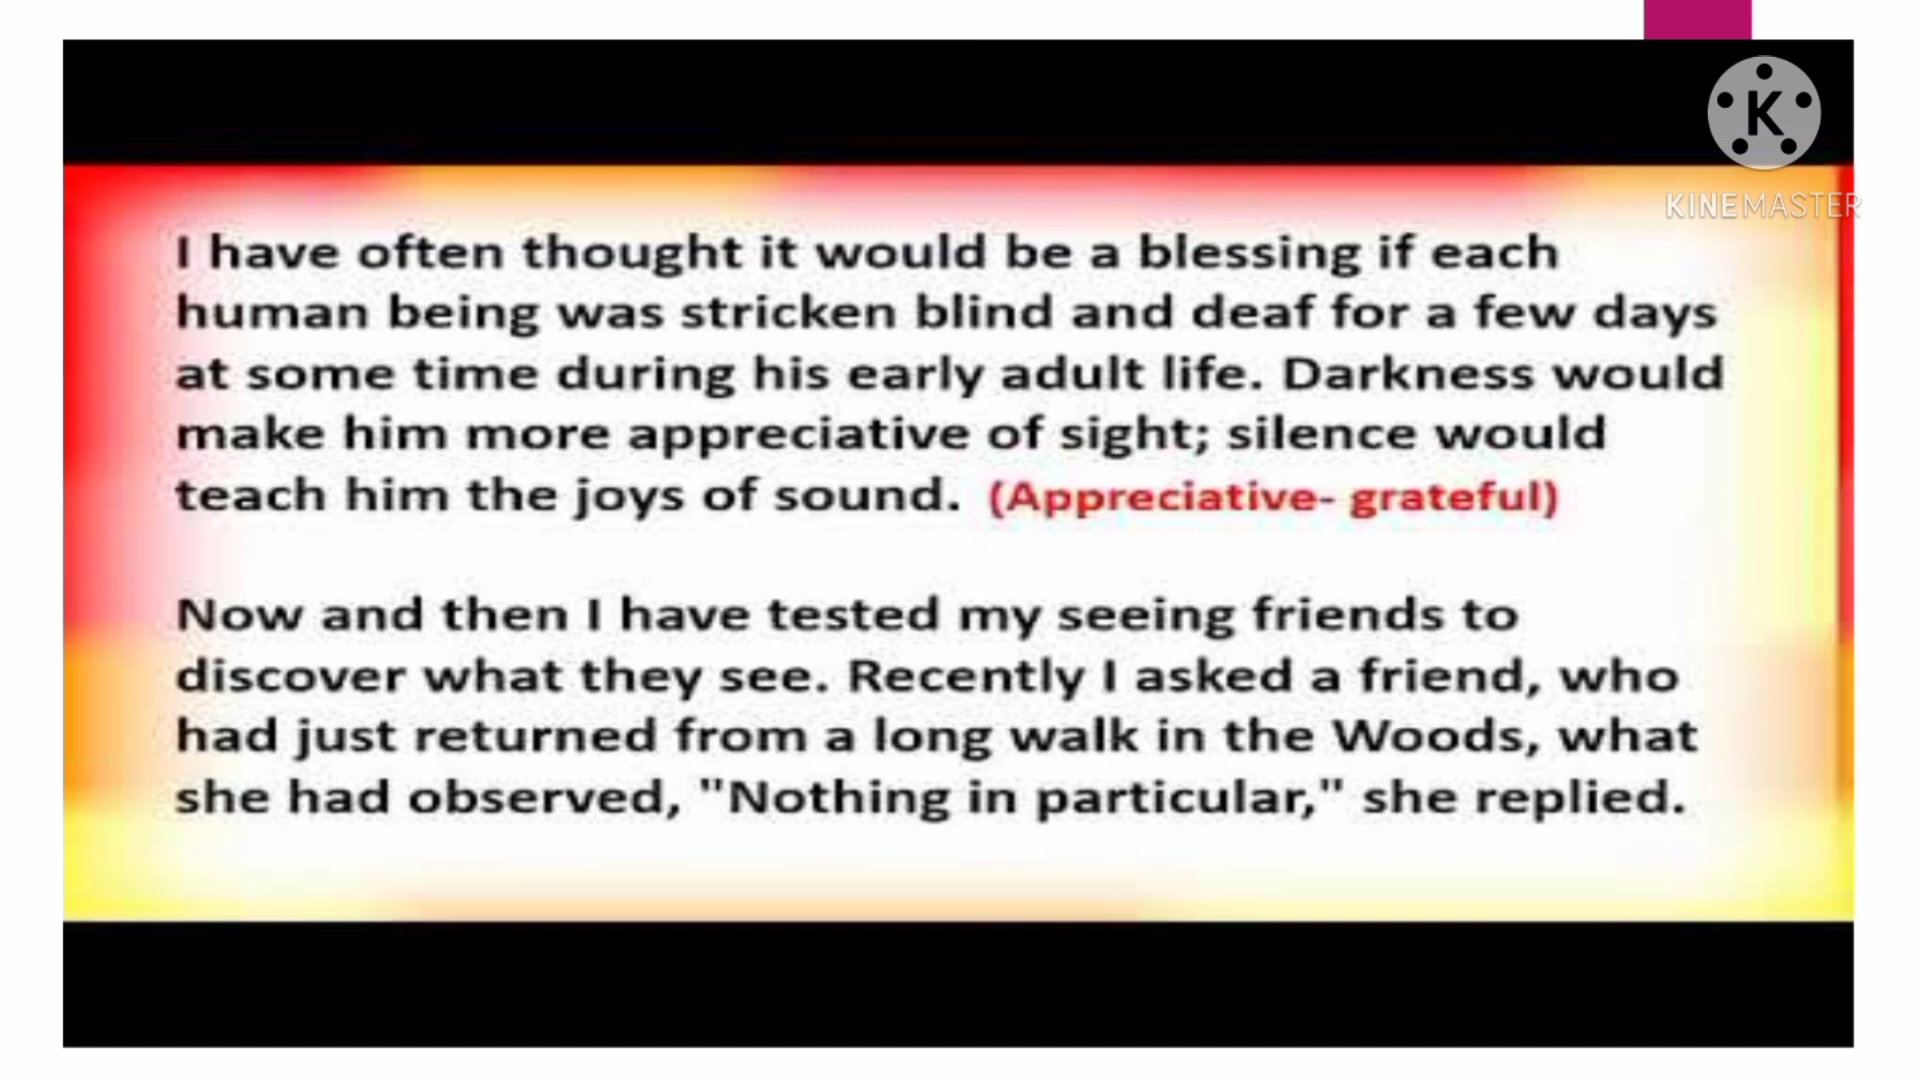 K
KINEMASTER
I have often thought it would be a blessing if each
human being was stricken blind and deaf for a few days
at some time during his early adult life. Darkness would
make him more appreciative of sight; silence would
teach him the joys of sound. (Appreciative- grateful)
Now and then I have tested my seeing friends to
discover what they see. Recently I asked a friend, who
had just returned from a long walk in the Woods, what
she had observed, "Nothing in particular," she replied.